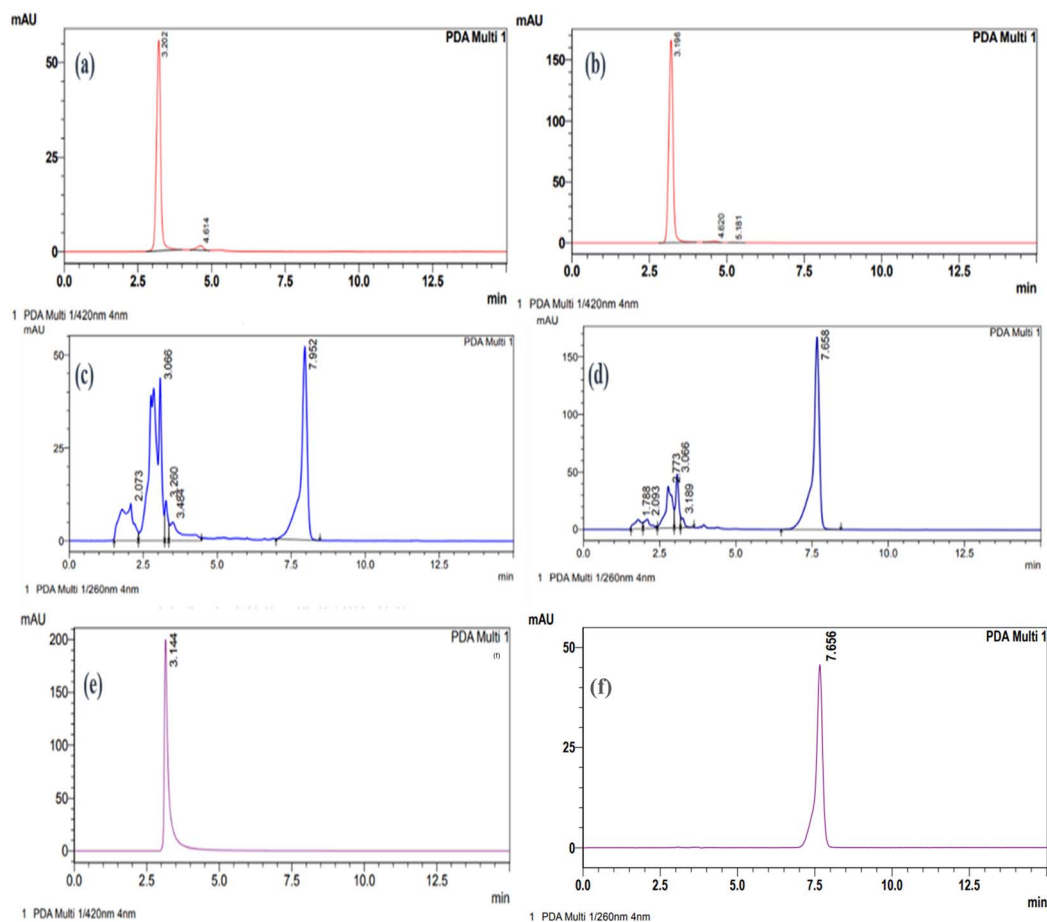 mAU
PDA Multi 1
(a)
3.202
4.614
50
25
0
0.0 2.5 5.0 7.5 10.0 12.5
min
1 PDA Multi 1/420nm 4nm
mAU
PDA Multi 1
(b)
3.196
4.620
5.181
150
100
50
0
0.0 2.5 5.0 7.5 10.0 12.5
min
1 PDA Multi 1/420nm 4nm
mAU
PDA Multi 1
(c)
2.073
3.066
3.260
3.484
7.952
50
25
0
0.0 2.5 5.0 7.5 10.0 12.5
min
1 PDA Multi 1/260nm 4nm
mAU
PDA Multi 1
(d)
1.788
2.093
2.773
3.066
3.189
7.658
150
100
50
0
0.0 2.5 5.0 7.5 10.0 12.5
min
1 PDA Multi 1/260nm 4nm
mAU
PDA Multi 1
(f)
(e)
3.144
200
150
100
50
0
0.0 2.5 5.0 7.5 10.0 12.5
min
1 PDA Multi 1/420nm 4nm
mAU
PDA Multi 1
(f)
7.656
50
25
0
0.0 2.5 5.0 7.5 10.0 12.5
min
1 PDA Multi 1/260nm 4nm